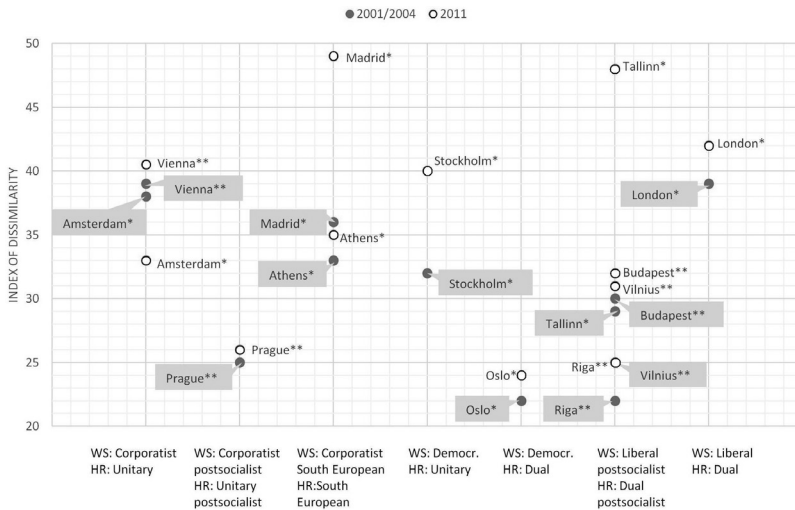 2001/2004 2011
50
45
40
35
30
25
20
INDEX OF DISSIMILARITY
Madrid*
Tallinn*
London*
Vienna**
Stockholm*
Vienna**
London*
Amsterdam*
Madrid*
Athens*
Amsterdam*
Athens*
Stockholm*
Budapest**
Vilnius**
Budapest**
Tallinn*
Prague**
Riga**
Prague**
Oslo*
Vilnius**
Oslo*
Riga**
WS: Corporatist
HR: Unitary
WS: Corporatist
postsocialist
HR: Unitary
postsocialist
WS: Corporatist
South European
HR:South
European
WS: Democr.
HR: Unitary
WS: Democr.
HR: Dual
WS: Liberal
postsocialist
HR: Dual
postsocialist
WS: Liberal
HR: Dual